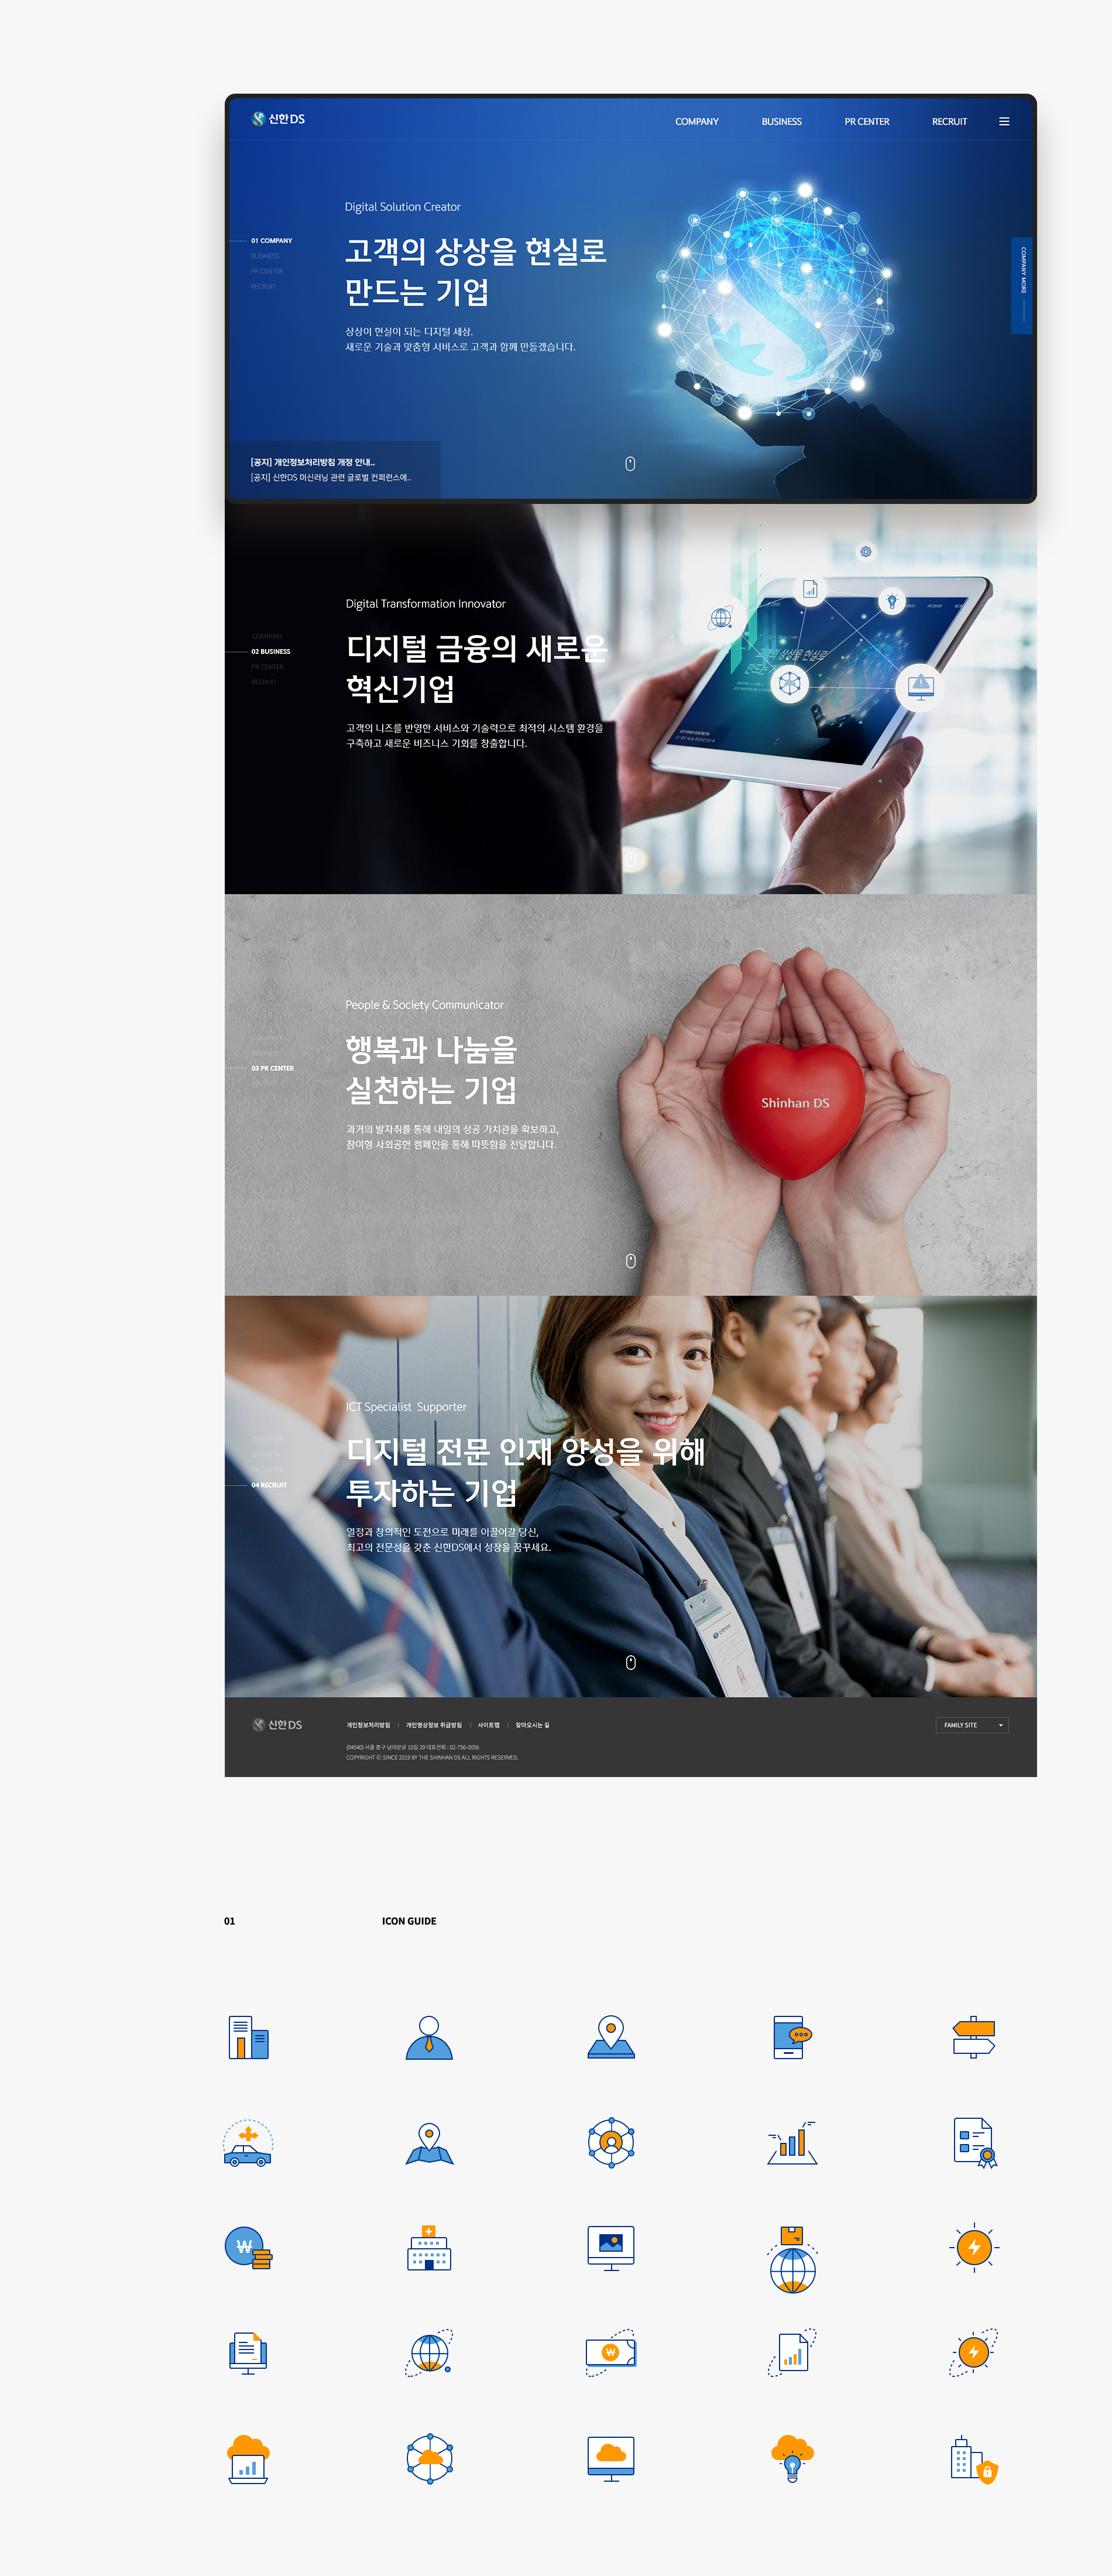 신한DS
COMPANY
BUSINESS
PR CENTER
RECRUIT
Digital Solution Creator
01 COMPANY
BUSINESS
PR CENTER
RECRUIT
고객의 상상을 현실로
만드는 기업
상상이 현실이 되는 디지털 세상.
새로운 기술과 맞춤형 서비스로 고객과 함께 만들겠습니다.
COMPANY MORE
[공지] 개인정보처리방침 개정 안내..
[공지] 신한DS 머신러닝 관련 글로벌 컨퍼런스에..
Digital Transformation Innovator
COMPANY
02 BUSINESS
PR CENTER
RECRUIT
디지털 금융의 새로운
혁신기업
고객의 니즈를 반영한 서비스와 기술력으로 최적의 시스템 환경을
구축하고 새로운 비즈니스 기회를 창출합니다.
고객의 상상을 현실로
People & Society Communicator
03 PR CENTER
행복과 나눔을
실천하는 기업
과거의 발자취를 통해 내일의 성공 가치관을 확보하고,
참여형 사회공헌 캠페인을 통해 따뜻함을 전달합니다.
Shinhan DS
ICT Specialist Supporter
04 RECRUIT
디지털 전문 인재 양성을 위해
투자하는 기업
열정과 창의적인 도전으로 미래를 이끌어갈 당신,
최고의 전문성을 갖춘 신한DS에서 성장을 꿈꾸세요.
신한DS
개인정보처리방침 | 개인영상정보 취급방침 | 사이트맵 | 찾아오시는 길
FAMILY SITE
(04540) 서울 중구 남대문로 10길 29 대표전화 : 02-756-0056
COPYRIGHT ⓒ SINCE 2019 BY THE SHINHAN DS ALL RIGHTS RESERVED.
01
ICON GUIDE